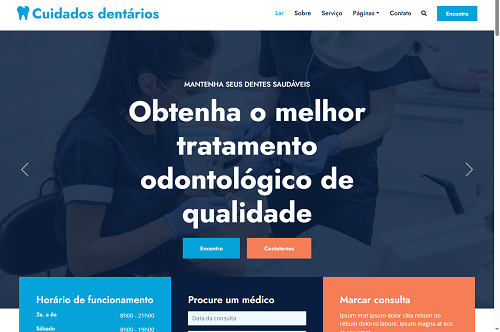 Cuidados dentários
Lar Sobre Serviço Páginas Contato Encontro
MANTENHA SEUS DENTES SAUDÁVEIS
Obtenha o melhor
tratamento
odontológico de
qualidade
Encontro Contate-nos
Horário de funcionamento
2a. a 6a 8h00 - 21h00
Sábado 8h00 - 19h00
Procure um médico
Data da consulta
Marcar consulta
Ipsum erat ipsum dolor clita rebum no
rebum dolores labore, ipsum magna at eos